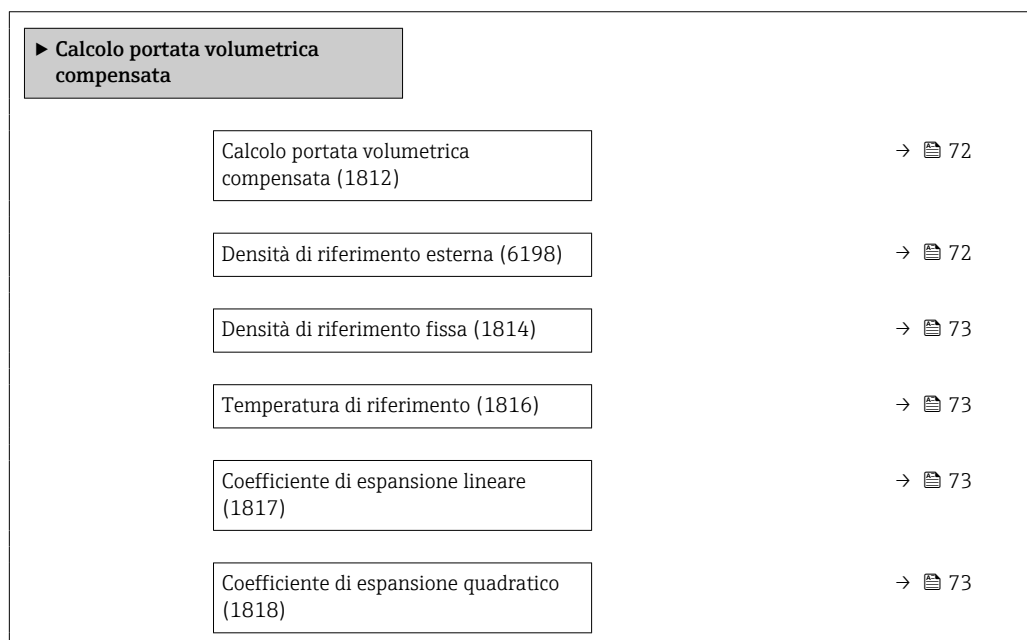 ▶ Calcolo portata volumetrica
compensata
Calcolo portata volumetrica
compensata (1812)
→ 72
Densità di riferimento esterna (6198)
→ 72
Densità di riferimento fissa (1814)
→ 73
Temperatura di riferimento (1816)
→ 73
Coefficiente di espansione lineare
(1817)
→ 73
Coefficiente di espansione quadratico
(1818)
→ 73